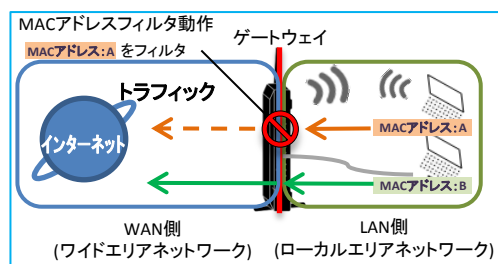 MACアドレスフィルタ動作
MACアドレス:A をフィルタ
ゲートウェイ
トラフィック
インターネット
MACアドレス:A
MACアドレス:B
WAN側
(ワイドエリアネットワーク)
LAN側
(ローカルエリアネットワーク)